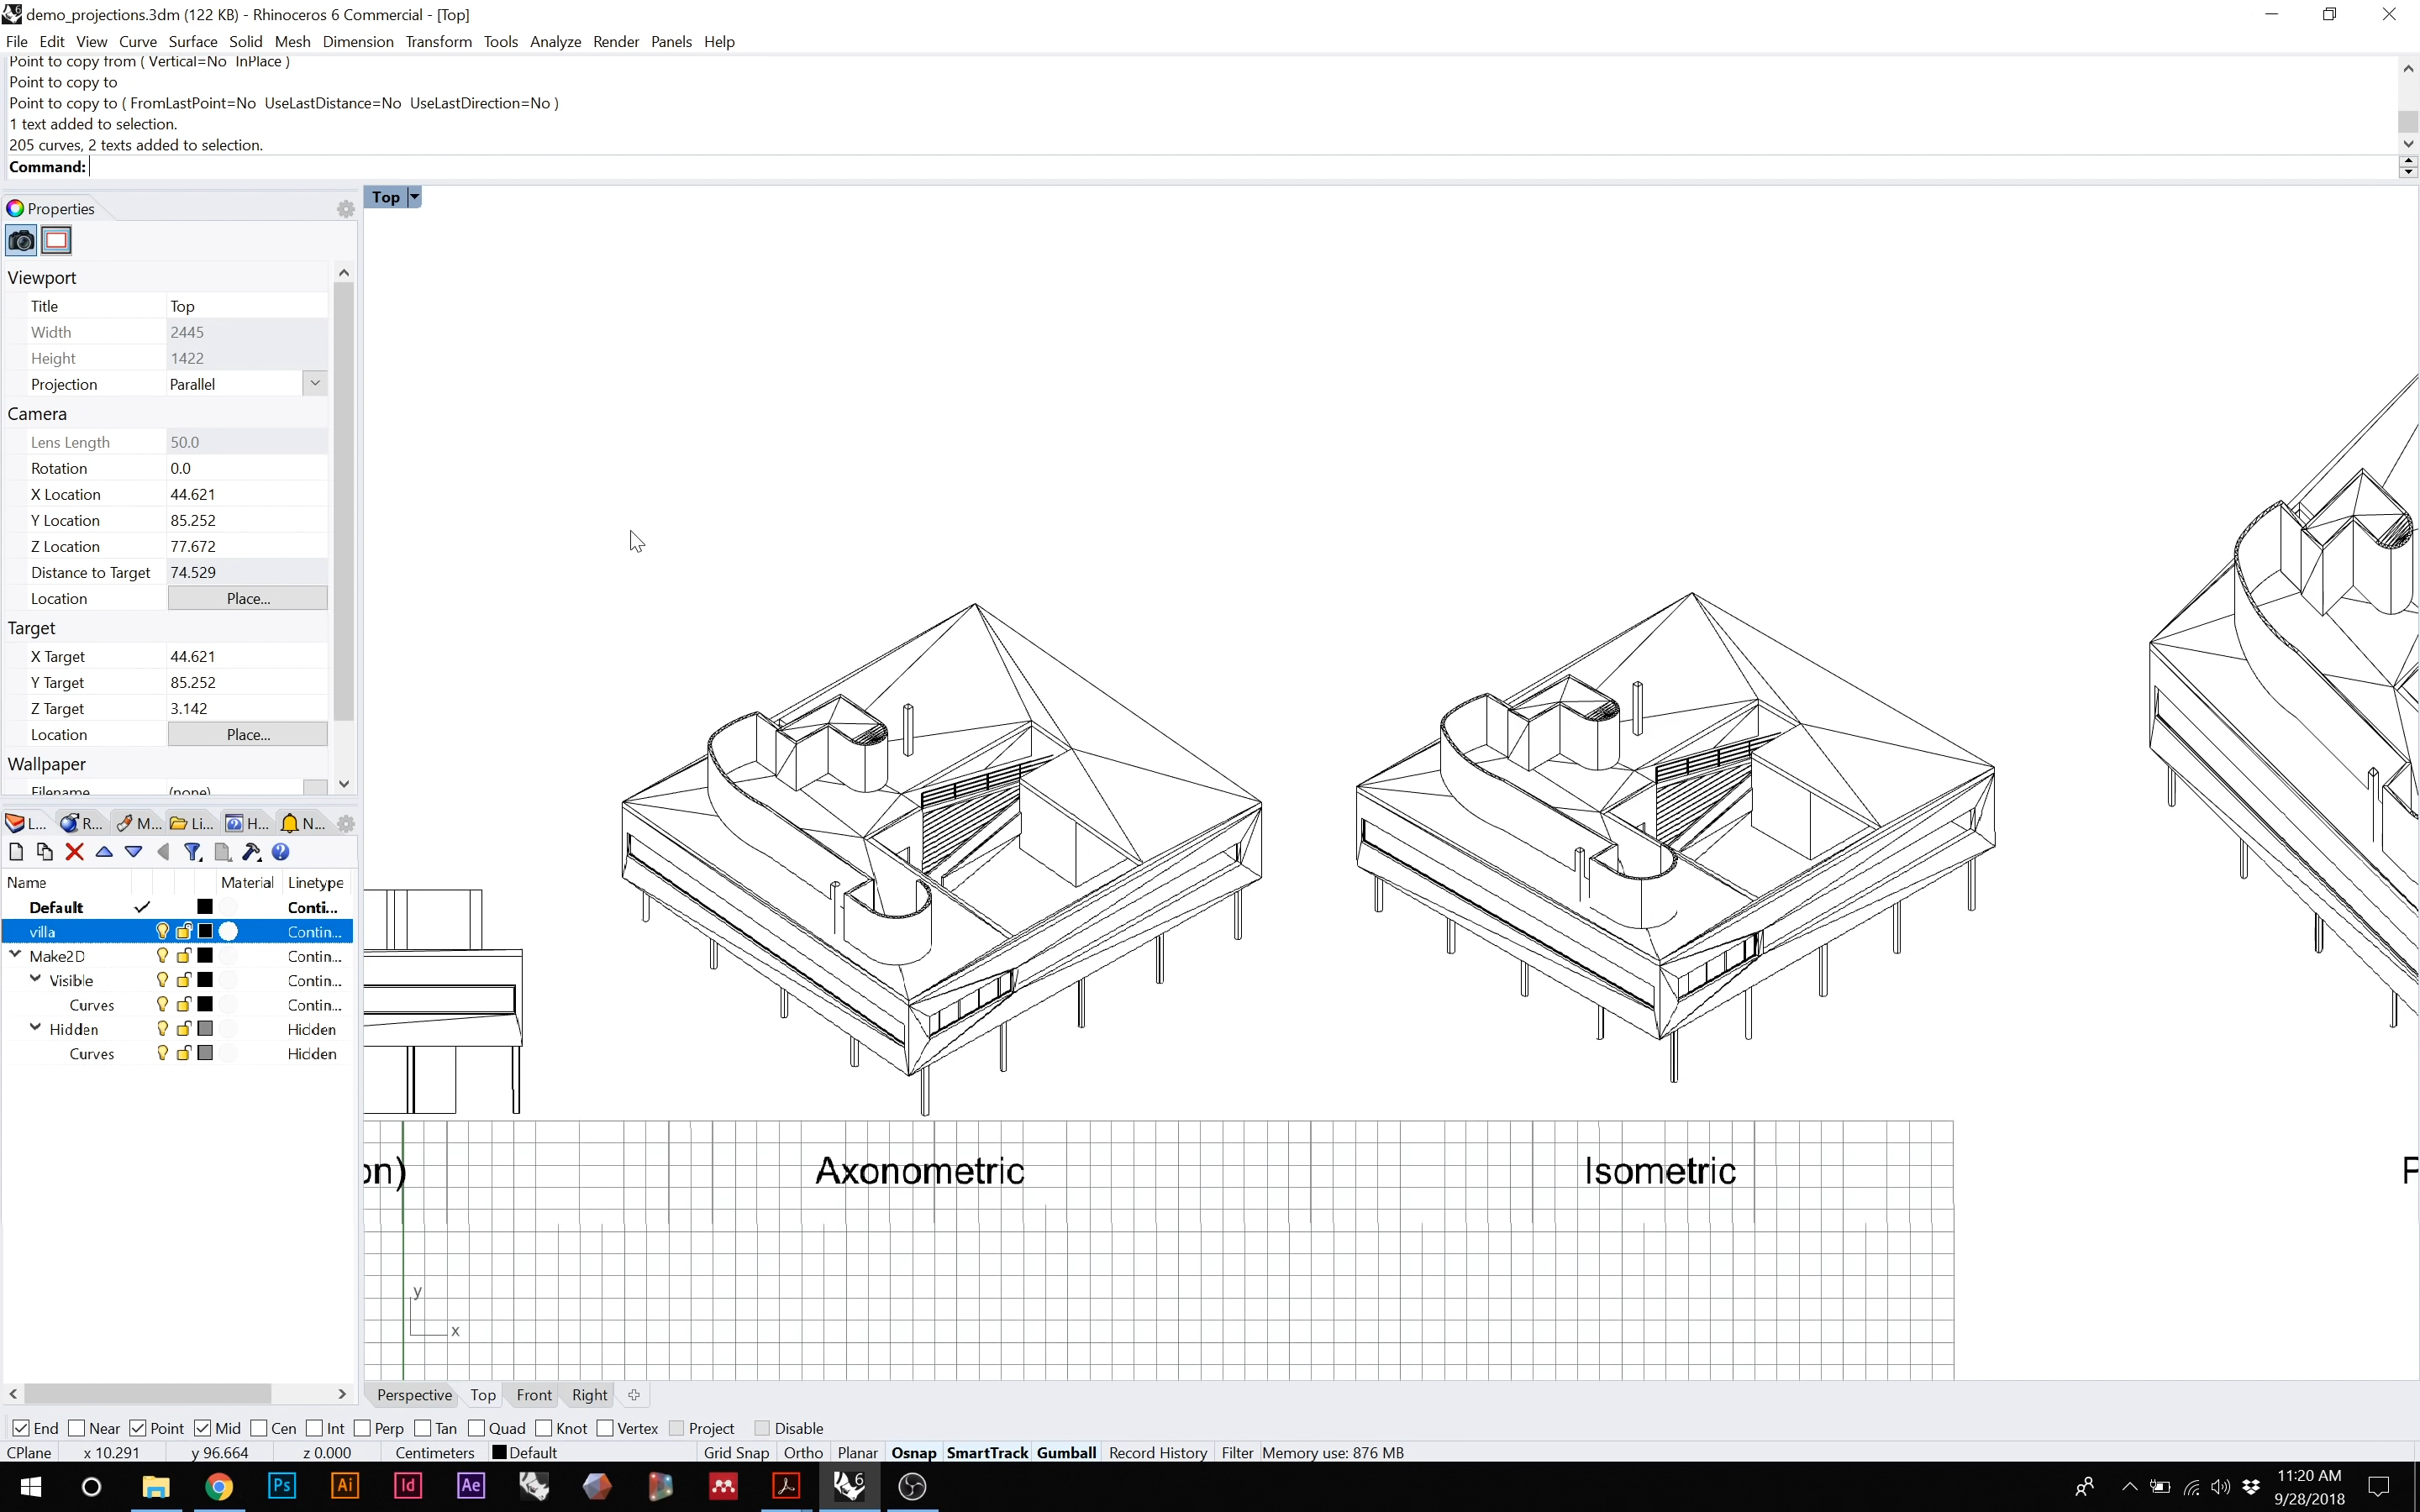 demo_projections.3dm (122 KB) - Rhinoceros 6 Commercial - [Top]
File Edit View Curve Surface Solid Mesh Dimension Transform Tools Analyze Render Panels Help
Point to copy from ( Vertical=No InPlace )
Point to copy to
Point to copy to ( FromLastPoint=No UseLastDistance=No UseLastDirection=No )
1 text added to selection.
205 curves, 2 texts added to selection.
Command:
Properties
Top
Viewport
Title Top
Width 2445
Height 1422
Projection Parallel
Camera
Lens Length 50.0
Rotation 0.0
X Location 44.621
Y Location 85.252
Z Location 77.672
Distance to Target 74.529
Location Place...
Target
X Target 44.621
Y Target 85.252
Z Target 3.142
Location Place...
Wallpaper
Filename (none)
L... R... M... Li... H... N...
Name Material Linetype
Default Conti...
villa Contin...
Make2D Contin...
Visible Contin...
Curves Contin...
Hidden Hidden
Curves Hidden
on) Axonometric Isometric P
y
x
Perspective Top Front Right
End Near Point Mid Cen Int Perp Tan Quad Knot Vertex Project Disable
CPlane x 10.291 y 96.664 z 0.000 Centimeters Default Grid Snap Ortho Planar Osnap SmartTrack Gumball Record History Filter Memory use: 876 MB
Ps Ai Id Ae 6
11:20 AM
9/28/2018